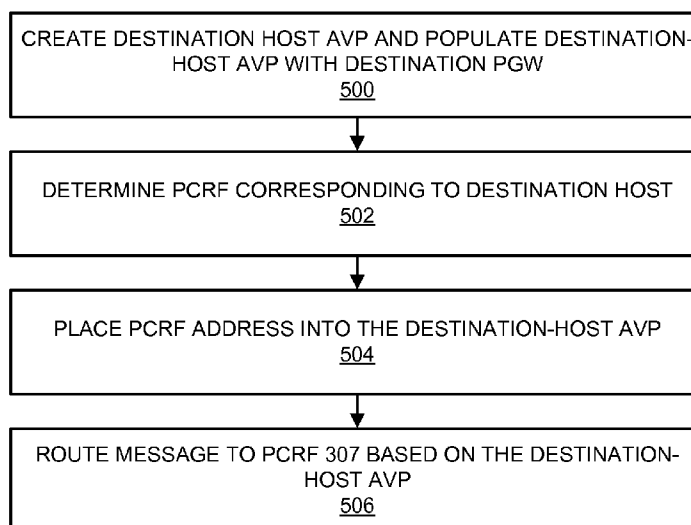 CREATE DESTINATION HOST AVP AND POPULATE DESTINATION-
HOST AVP WITH DESTINATION PGW
500
DETERMINE PCRF CORRESPONDING TO DESTINATION HOST
502
PLACE PCRF ADDRESS INTO THE DESTINATION-HOST AVP
504
ROUTE MESSAGE TO PCRF 307 BASED ON THE DESTINATION-
HOST AVP
506